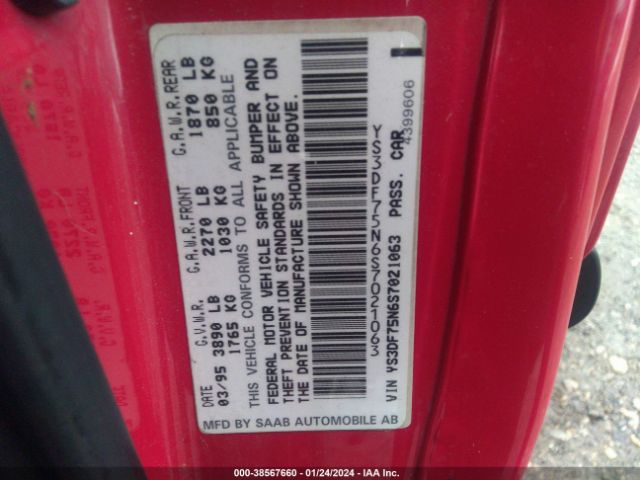 DATE G.V.W.R. G.A.W.R.FRONT G.A.W.R.REAR
03/95 3890 LB 2270 LB 1870 LB
1765 KG 1030 KG 850 KG
THIS VEHICLE CONFORMS TO ALL APPLICABLE
FEDERAL MOTOR VEHICLE SAFETY BUMPER AND
THEFT PREVENTION STANDARDS IN EFFECT ON
THE DATE OF MANUFACTURE SHOWN ABOVE.
YS3DF75N6S7021063
VIN YS3DF75N6S7021063 PASS. CAR
4399606
MFD BY SAAB AUTOMOBILE AB
000-38567660 - 01/24/2024 - IAA Inc.